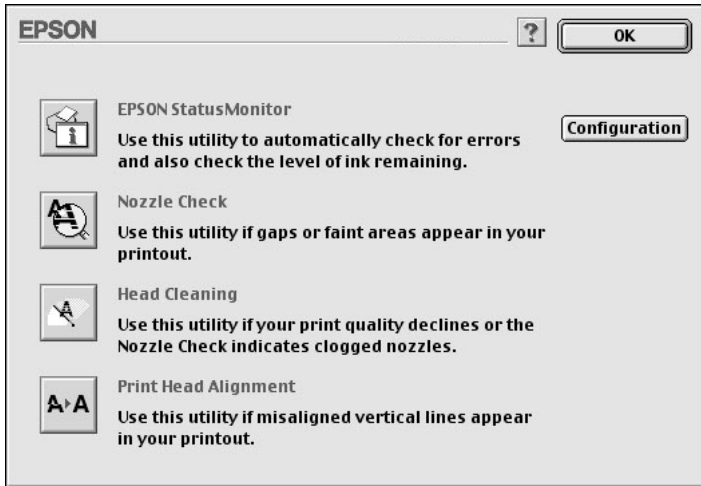 EPSON
?
OK
EPSON StatusMonitor
Use this utility to automatically check for errors
and also check the level of ink remaining.
Configuration
Nozzle Check
Use this utility if gaps or faint areas appear in your
printout.
Head Cleaning
Use this utility if your print quality declines or the
Nozzle Check indicates clogged nozzles.
Print Head Alignment
Use this utility if misaligned vertical lines appear
in your printout.